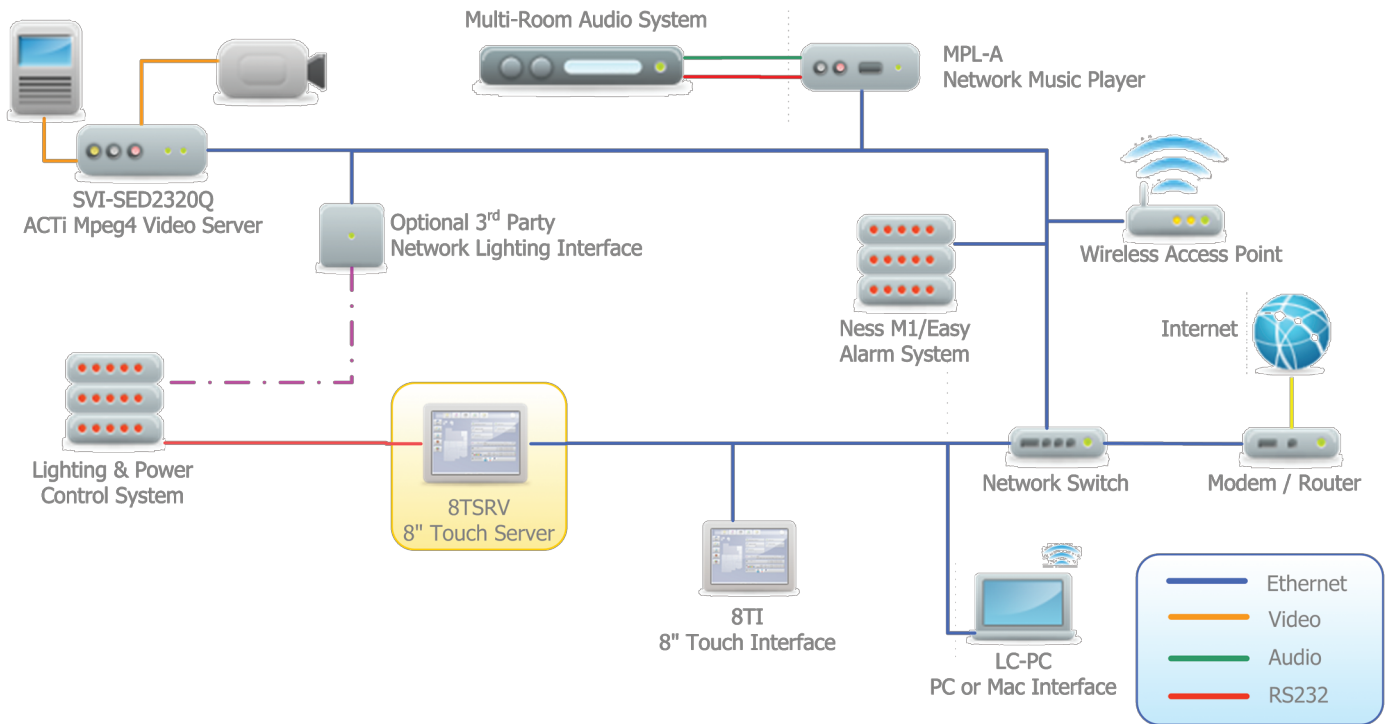 Multi-Room Audio System
MPL-A
Network Music Player
SVI-SED2320Q
ACTi Mpeg4 Video Server
Optional 3rd Party
Network Lighting Interface
Wireless Access Point
Ness M1/Easy
Alarm System
Internet
Lighting & Power
Control System
8TSRV
8" Touch Server
Network Switch
Modem / Router
8TI
8" Touch Interface
LC-PC
PC or Mac Interface
Ethernet
Video
Audio
RS232